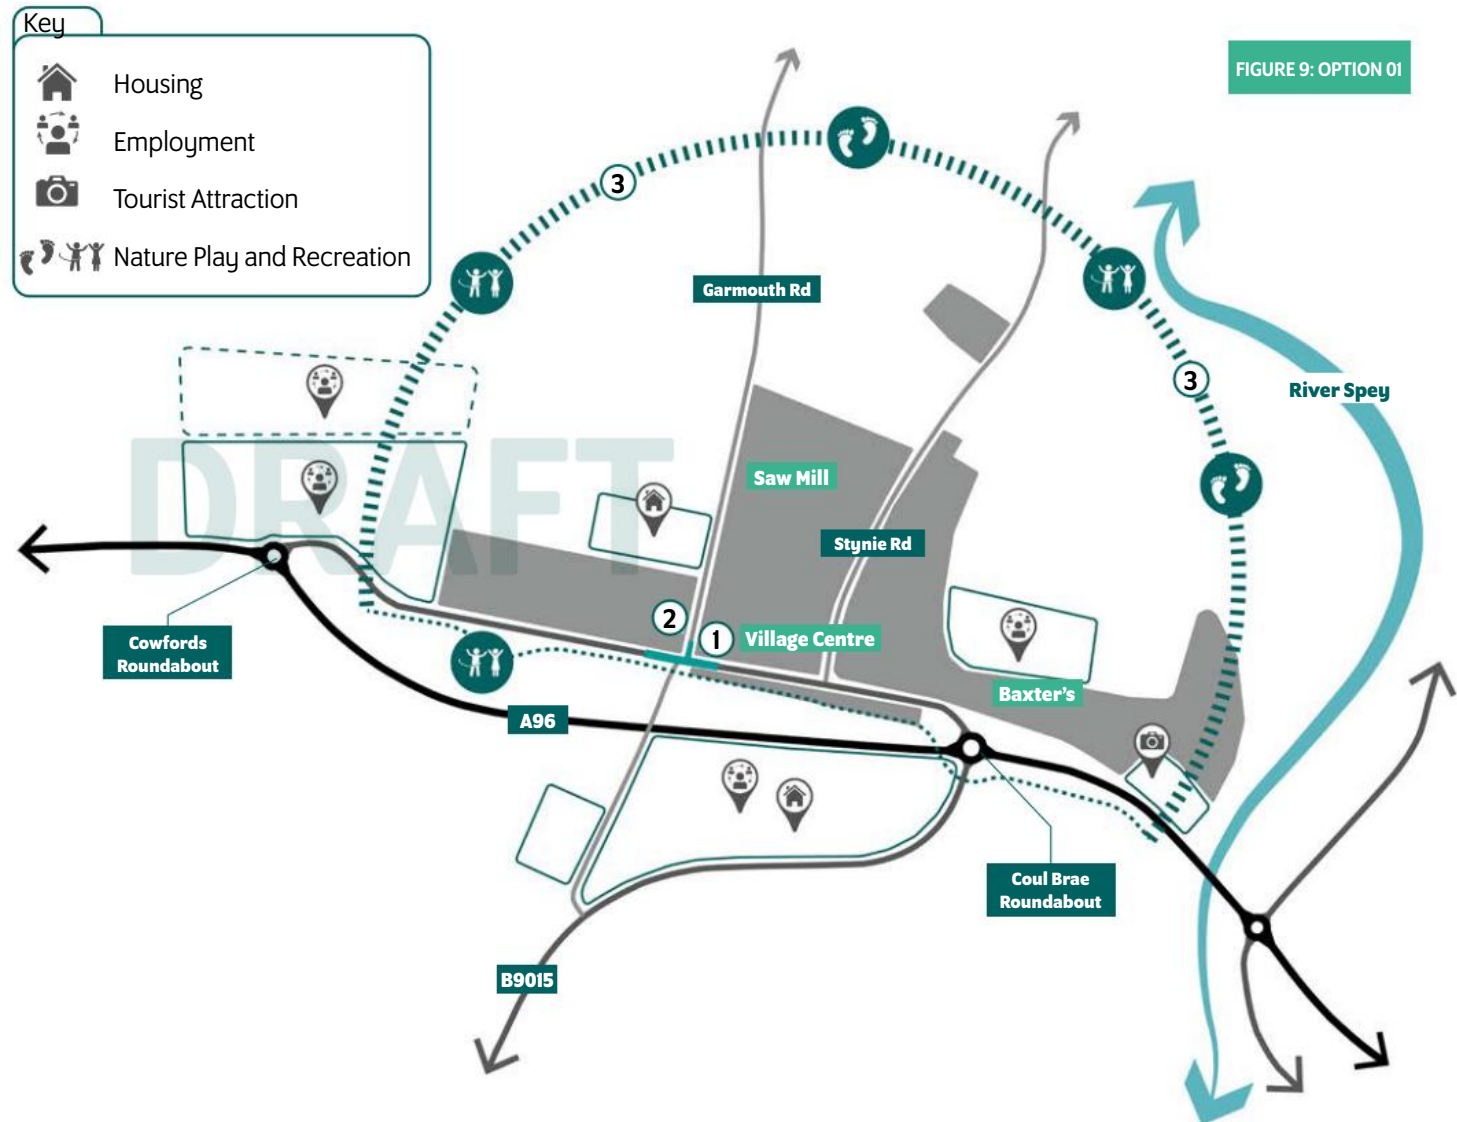 Key
Housing
Employment
Tourist Attraction
Nature Play and Recreation
FIGURE 9: OPTION 01
3
Garmouth Rd
3
River Spey
DRAFT
Saw Mill
Stynie Rd
2
1
Village Centre
Cowfords
Roundabout
Baxter's
A96
Coul Brae
Roundabout
B9015